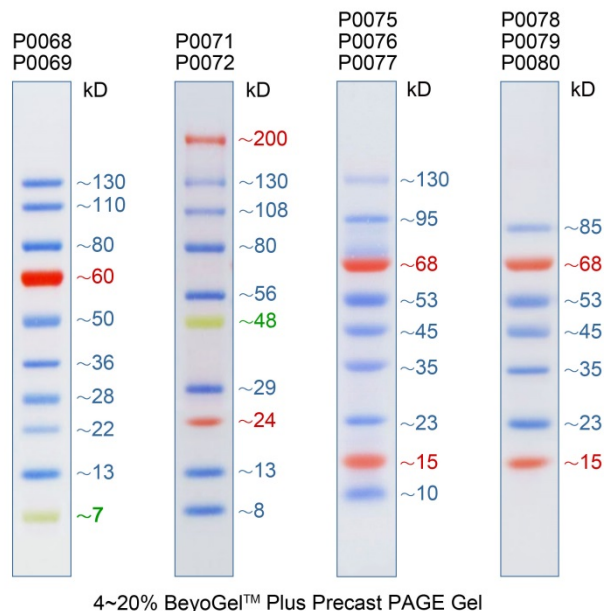 P0068
P0069
kD
~130
~110
~80
~60
~50
~36
~28
~22
~13
~7
P0071
P0072
kD
~200
~130
~108
~80
~56
~48
~29
~24
~13
~8
P0075
P0076
P0077
kD
~130
~95
~68
~53
~45
~35
~23
~15
~10
P0078
P0079
P0080
kD
~85
~68
~53
~45
~35
~23
~15
4~20% BeyoGel™ Plus Precast PAGE Gel